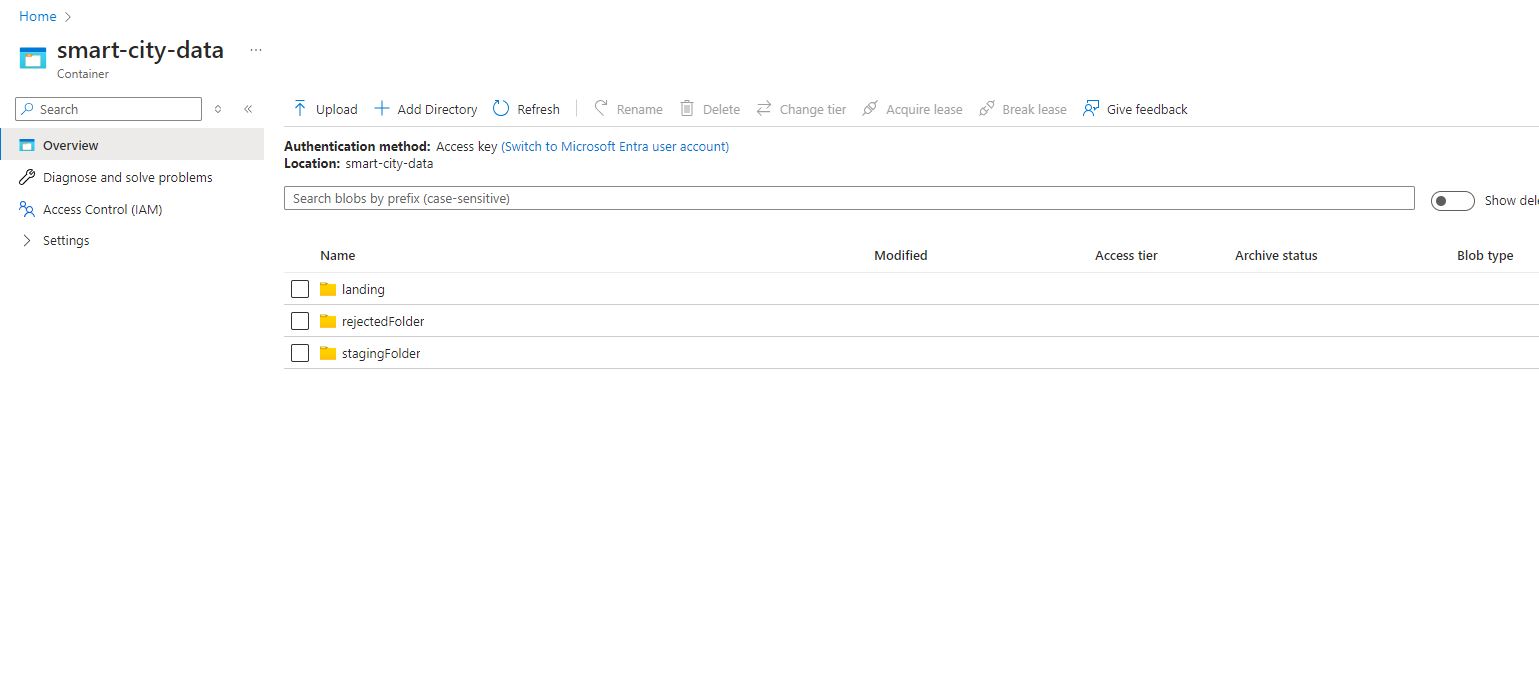 Home
smart-city-data
Container
Search
Upload Add Directory Refresh Rename Delete Change tier Acquire lease Break lease Give feedback
Overview
Diagnose and solve problems
Access Control (IAM)
Settings
Authentication method: Access key (Switch to Microsoft Entra user account)
Location: smart-city-data
Search blobs by prefix (case-sensitive)
Show del
Name Modified Access tier Archive status Blob type
landing
rejectedFolder
stagingFolder